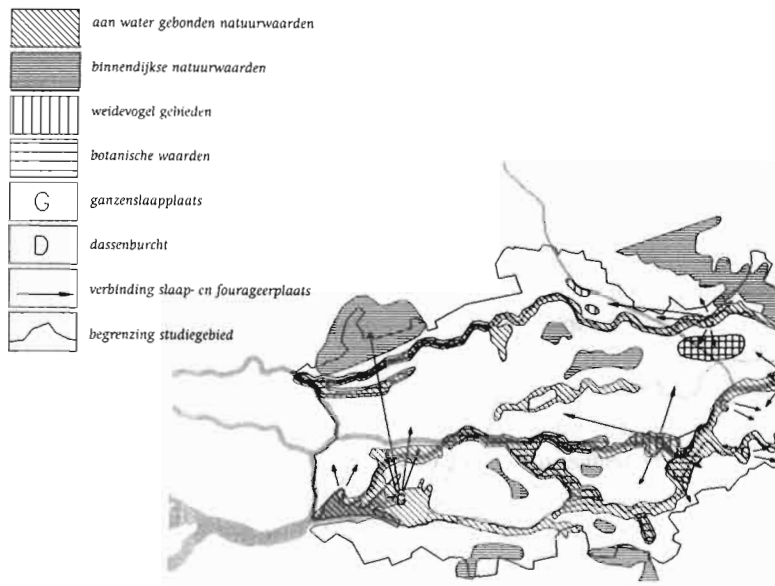 aan water gebonden natuurwaarden
binnendijkse natuurwaarden
weidevogel gebieden
botanische waarden
G ganzenslaapplaats
D dassenburcht
verbinding slaap- en fourageerplaats
begrenzing studiegebied